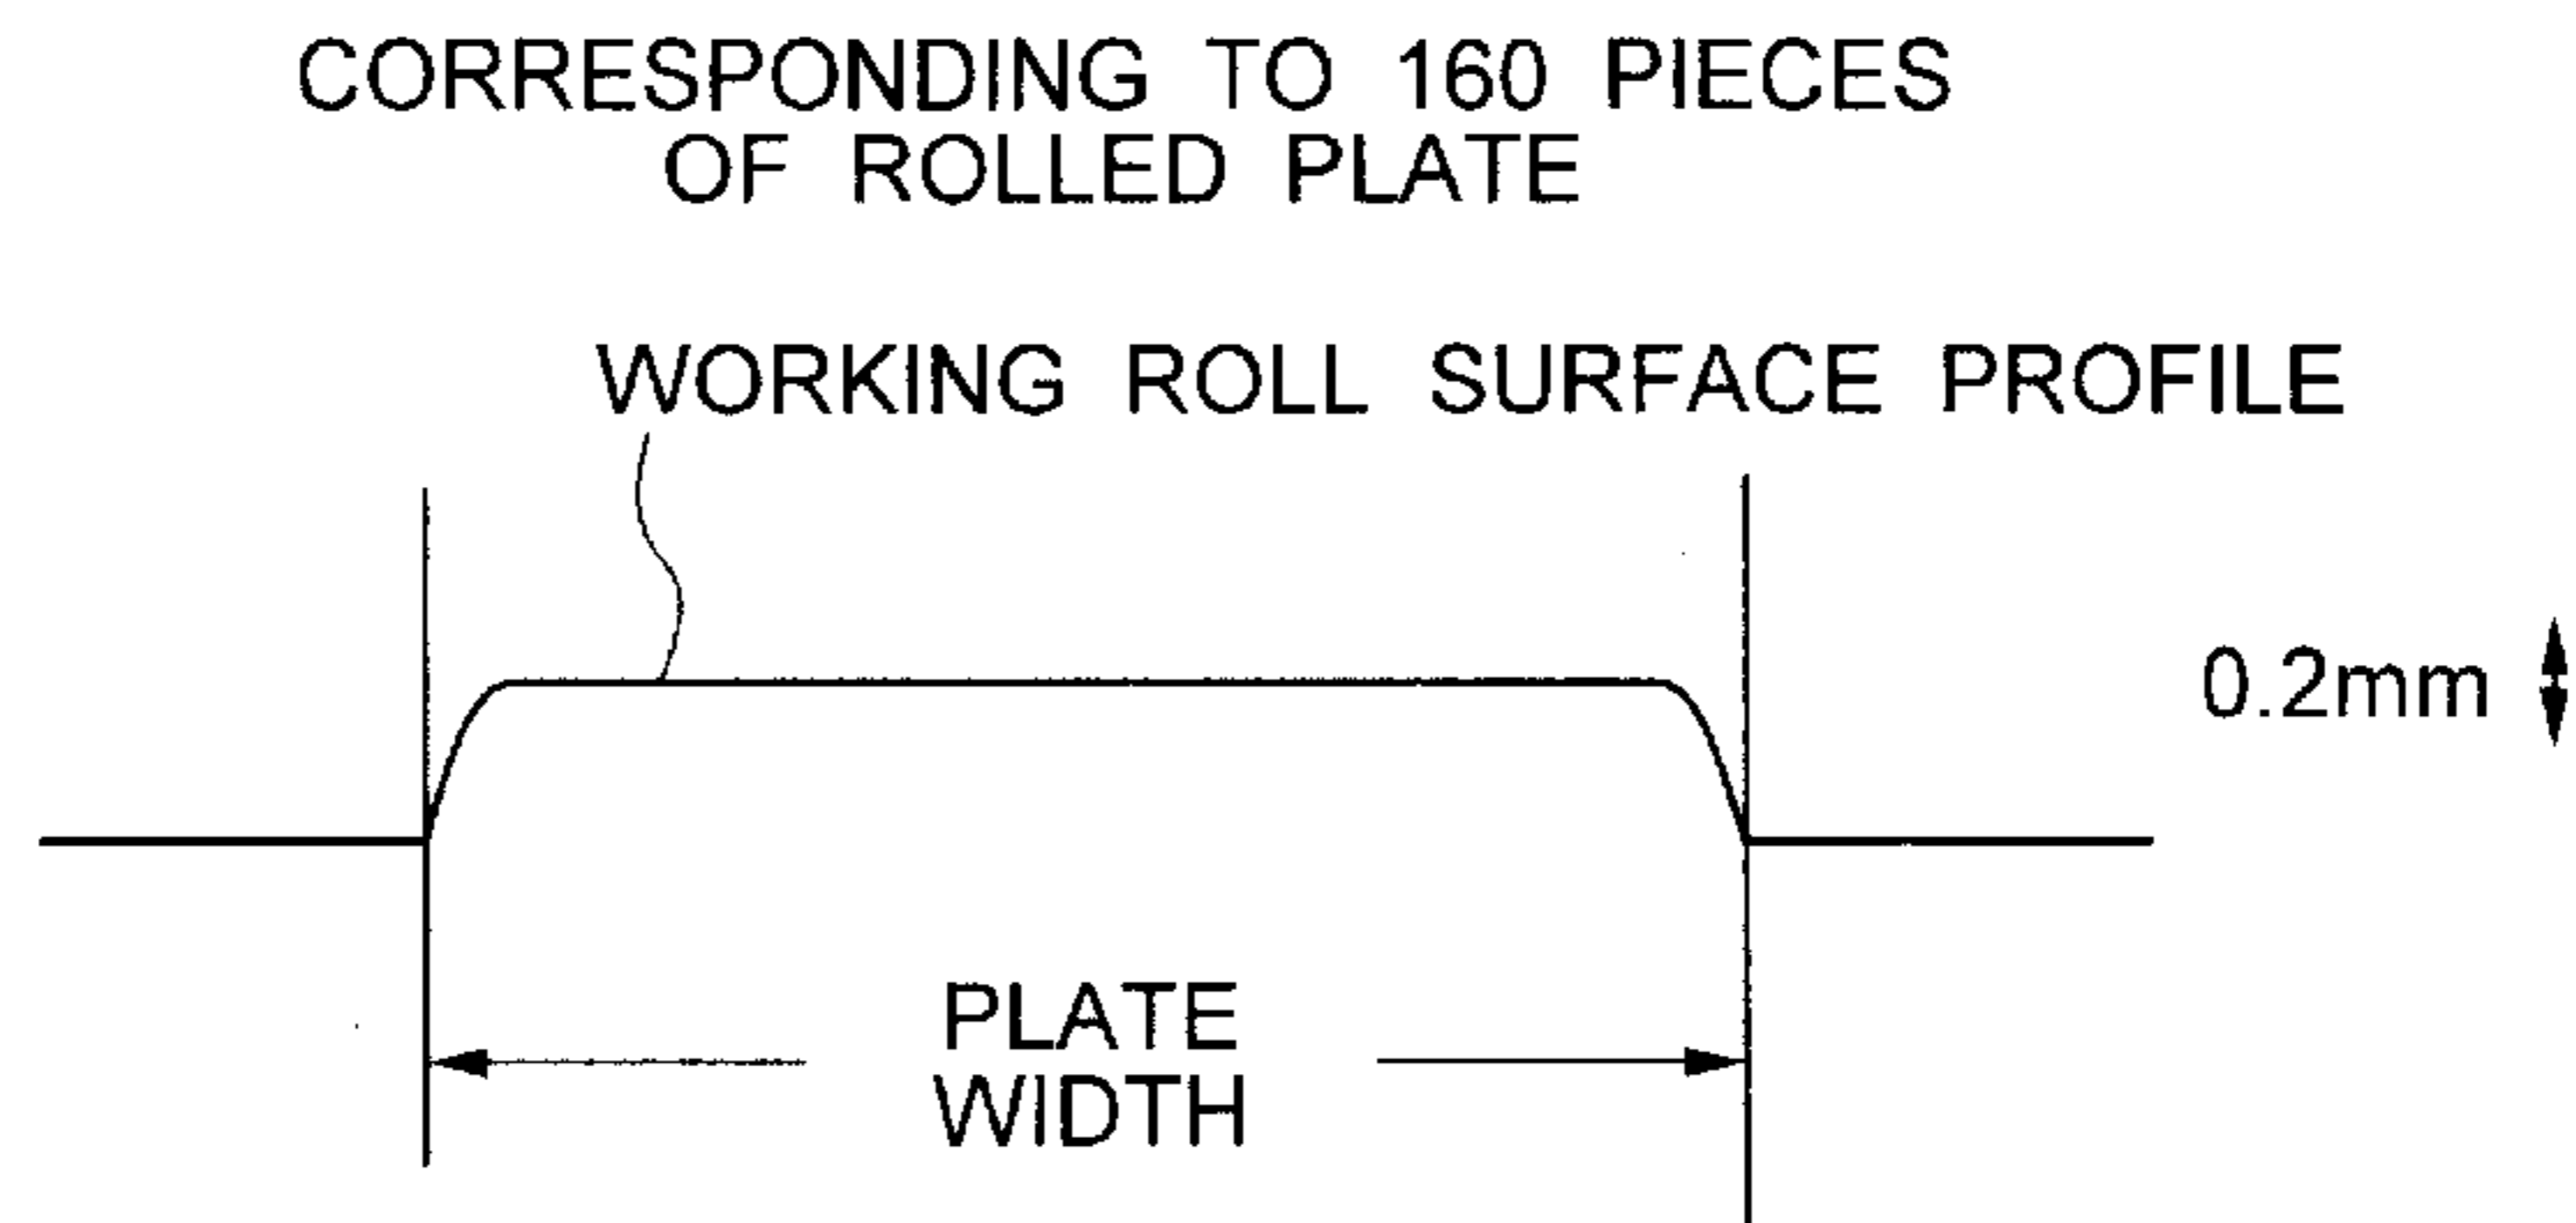 CORRESPONDING TO 160 PIECES
OF ROLLED PLATE
WORKING ROLL SURFACE PROFILE
0.2mm
PLATE
WIDTH